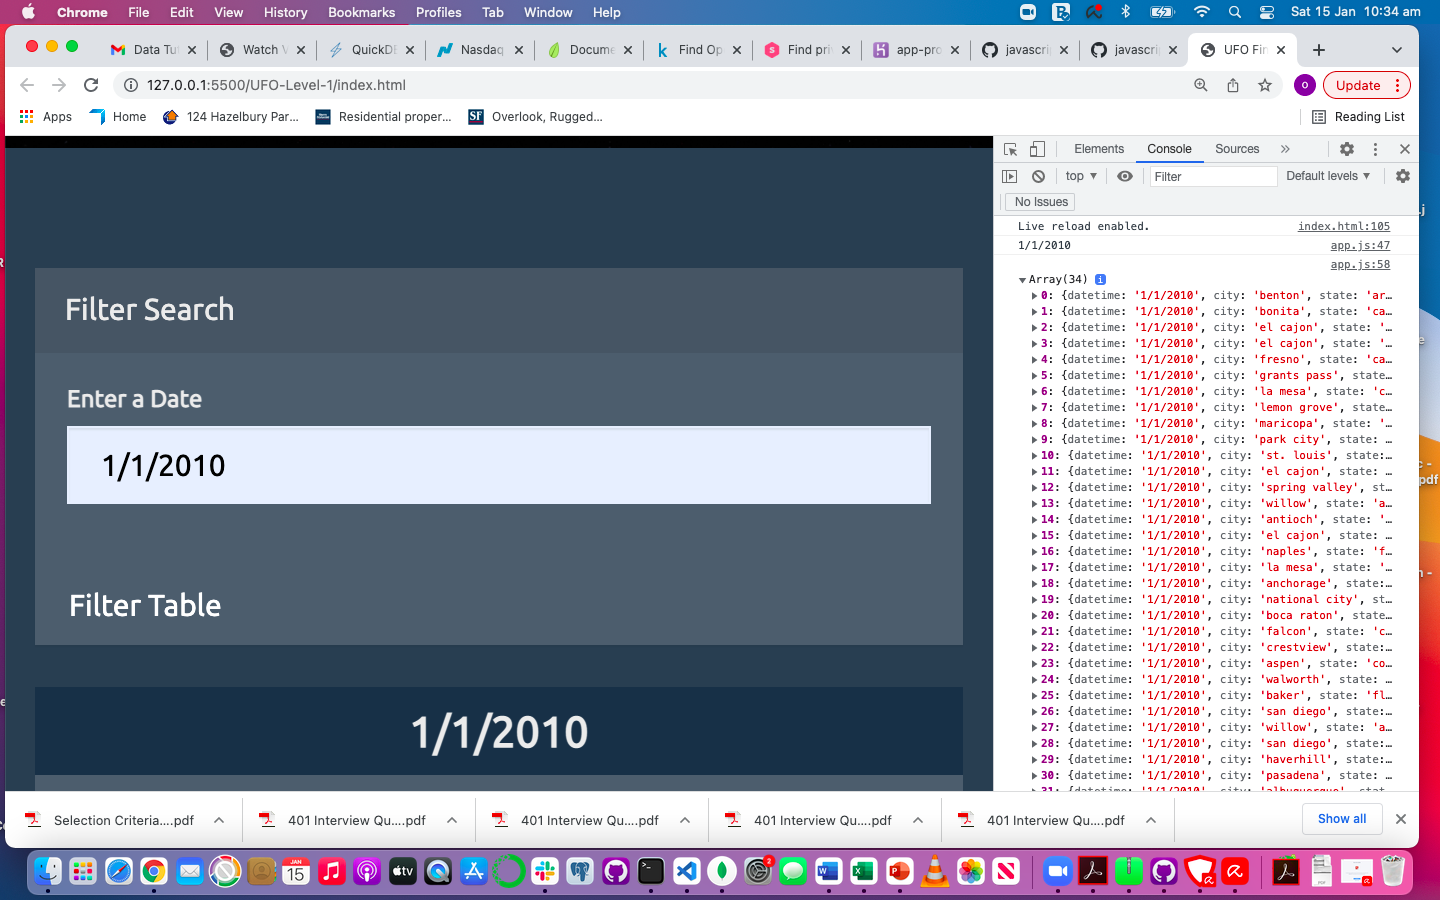 Chrome File Edit View History Bookmarks Profiles Tab Window Help Sat 15 Jan 10:34 am
Data Tu Watch V QuickDB Nasdaq Docume Find Op Find pri app-pro javascrip javascrip UFO Fin
127.0.0.1:5500/UFO-Level-1/index.html O Update
Apps Home 124 Hazelbury Par... Residential proper... SF Overlook, Rugged... Reading List
Elements Console Sources
top Filter Default levels
No Issues
Live reload enabled. index.html:105
1/1/2010 app.js:47
app.js:58
Array(34) i
0: {datetime: '1/1/2010', city: 'benton', state: 'ar…
1: {datetime: '1/1/2010', city: 'bonita', state: 'ca…
2: {datetime: '1/1/2010', city: 'el cajon', state: '…
3: {datetime: '1/1/2010', city: 'el cajon', state: '…
4: {datetime: '1/1/2010', city: 'fresno', state: 'ca…
5: {datetime: '1/1/2010', city: 'grants pass', state…
6: {datetime: '1/1/2010', city: 'la mesa', state: 'c…
7: {datetime: '1/1/2010', city: 'lemon grove', state…
8: {datetime: '1/1/2010', city: 'maricopa', state: '…
9: {datetime: '1/1/2010', city: 'park city', state: …
10: {datetime: '1/1/2010', city: 'st. louis', state:…
11: {datetime: '1/1/2010', city: 'el cajon', state: …
12: {datetime: '1/1/2010', city: 'spring valley', st…
13: {datetime: '1/1/2010', city: 'willow', state: 'a…
14: {datetime: '1/1/2010', city: 'antioch', state: '…
15: {datetime: '1/1/2010', city: 'el cajon', state: …
16: {datetime: '1/1/2010', city: 'naples', state: 'f…
17: {datetime: '1/1/2010', city: 'la mesa', state: '…
18: {datetime: '1/1/2010', city: 'anchorage', state:…
19: {datetime: '1/1/2010', city: 'national city', st…
20: {datetime: '1/1/2010', city: 'boca raton', state…
21: {datetime: '1/1/2010', city: 'falcon', state: 'c…
22: {datetime: '1/1/2010', city: 'crestview', state:…
23: {datetime: '1/1/2010', city: 'aspen', state: 'co…
24: {datetime: '1/1/2010', city: 'walworth', state: …
25: {datetime: '1/1/2010', city: 'baker', state: 'fl…
26: {datetime: '1/1/2010', city: 'san diego', state:…
27: {datetime: '1/1/2010', city: 'willow', state: 'a…
28: {datetime: '1/1/2010', city: 'san diego', state:…
29: {datetime: '1/1/2010', city: 'haverhill', state:…
30: {datetime: '1/1/2010', city: 'pasadena', state: …
31: {datetime: '1/1/2010', city: 'albuquerque', stat…
Filter Search
Enter a Date
1/1/2010
Filter Table
1/1/2010
Selection Criteria....pdf 401 Interview Qu....pdf 401 Interview Qu....pdf 401 Interview Qu....pdf 401 Interview Qu....pdf Show all
JAN
15
tv
2